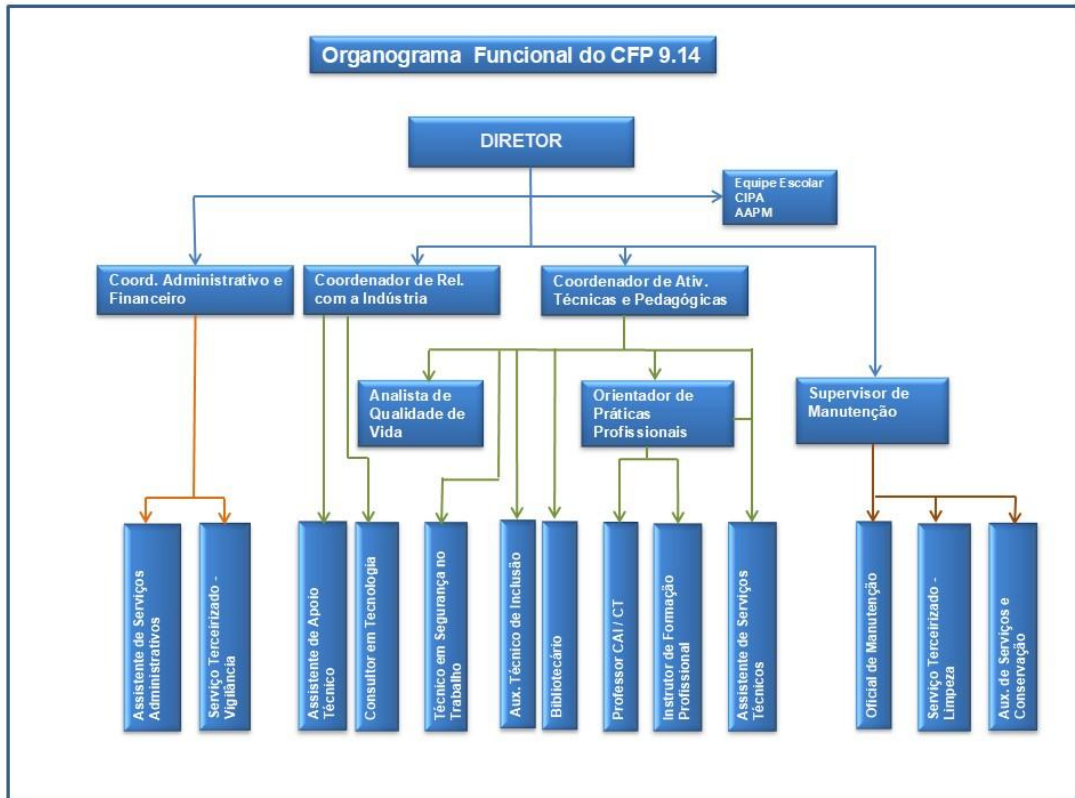 Organograma Funcional do CFP 9.14
DIRETOR
Equipe Escolar
CIPA
AAPM
Coord. Administrativo e
Financeiro
Coordenador de Rel.
com a Indústria
Coordenador de Ativ.
Técnicas e Pedagógicas
Analista de
Qualidade de
Vida
Orientador de
Práticas
Profissionais
Supervisor de
Manutenção
Assistente de Serviços
Administrativos
Serviço Terceirizado -
Vigilância
Assistente de Apoio
Técnico
Consultor em Tecnologia
Técnico em Segurança no
Trabalho
Aux. Técnico de Inclusão
Bibliotecário
Professor CAI / CT
Instrutor de Formação
Profissional
Assistente de Serviços
Técnicos
Oficial de Manutenção
Serviço Terceirizado -
Limpeza
Aux. de Serviços e
Conservação